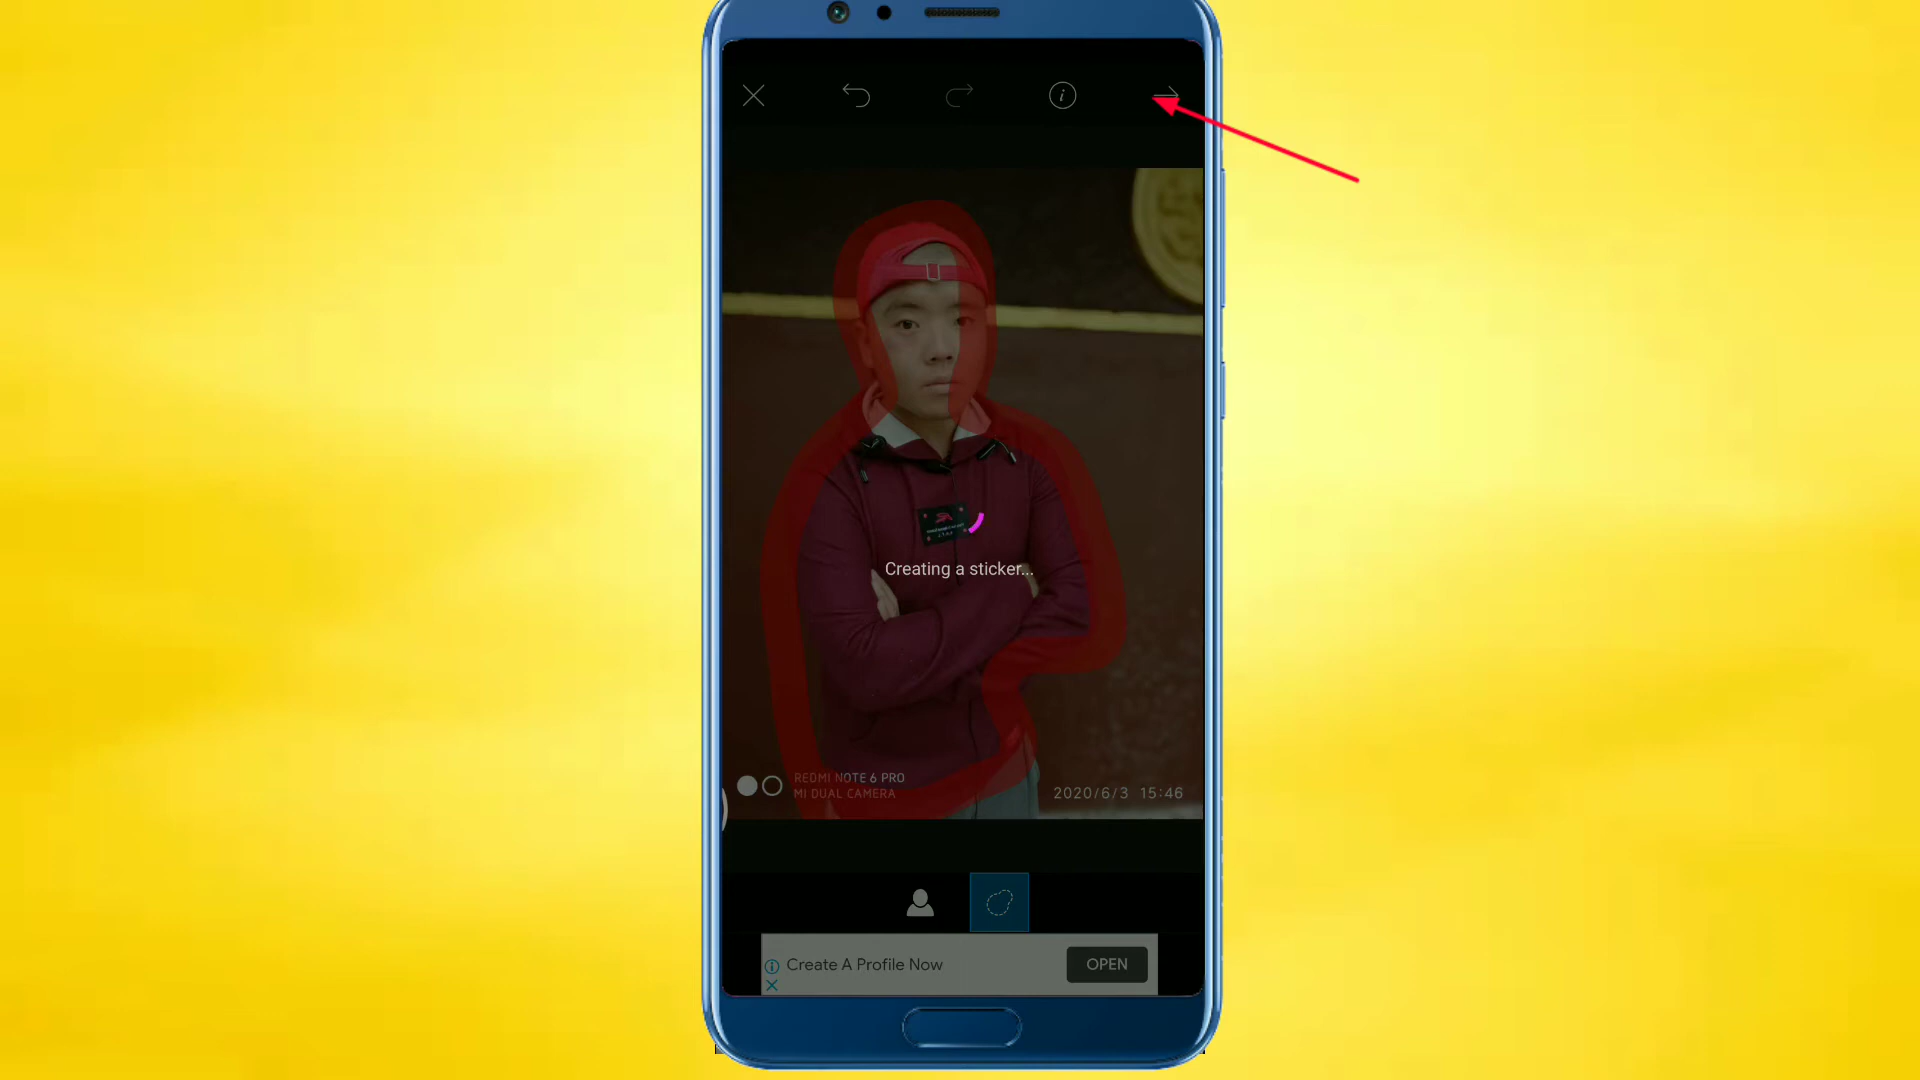 Creating a sticker...
REDMI NOTE 6 PRO
MI DUAL CAMERA
2020/6/3 15:46
Create A Profile Now
OPEN